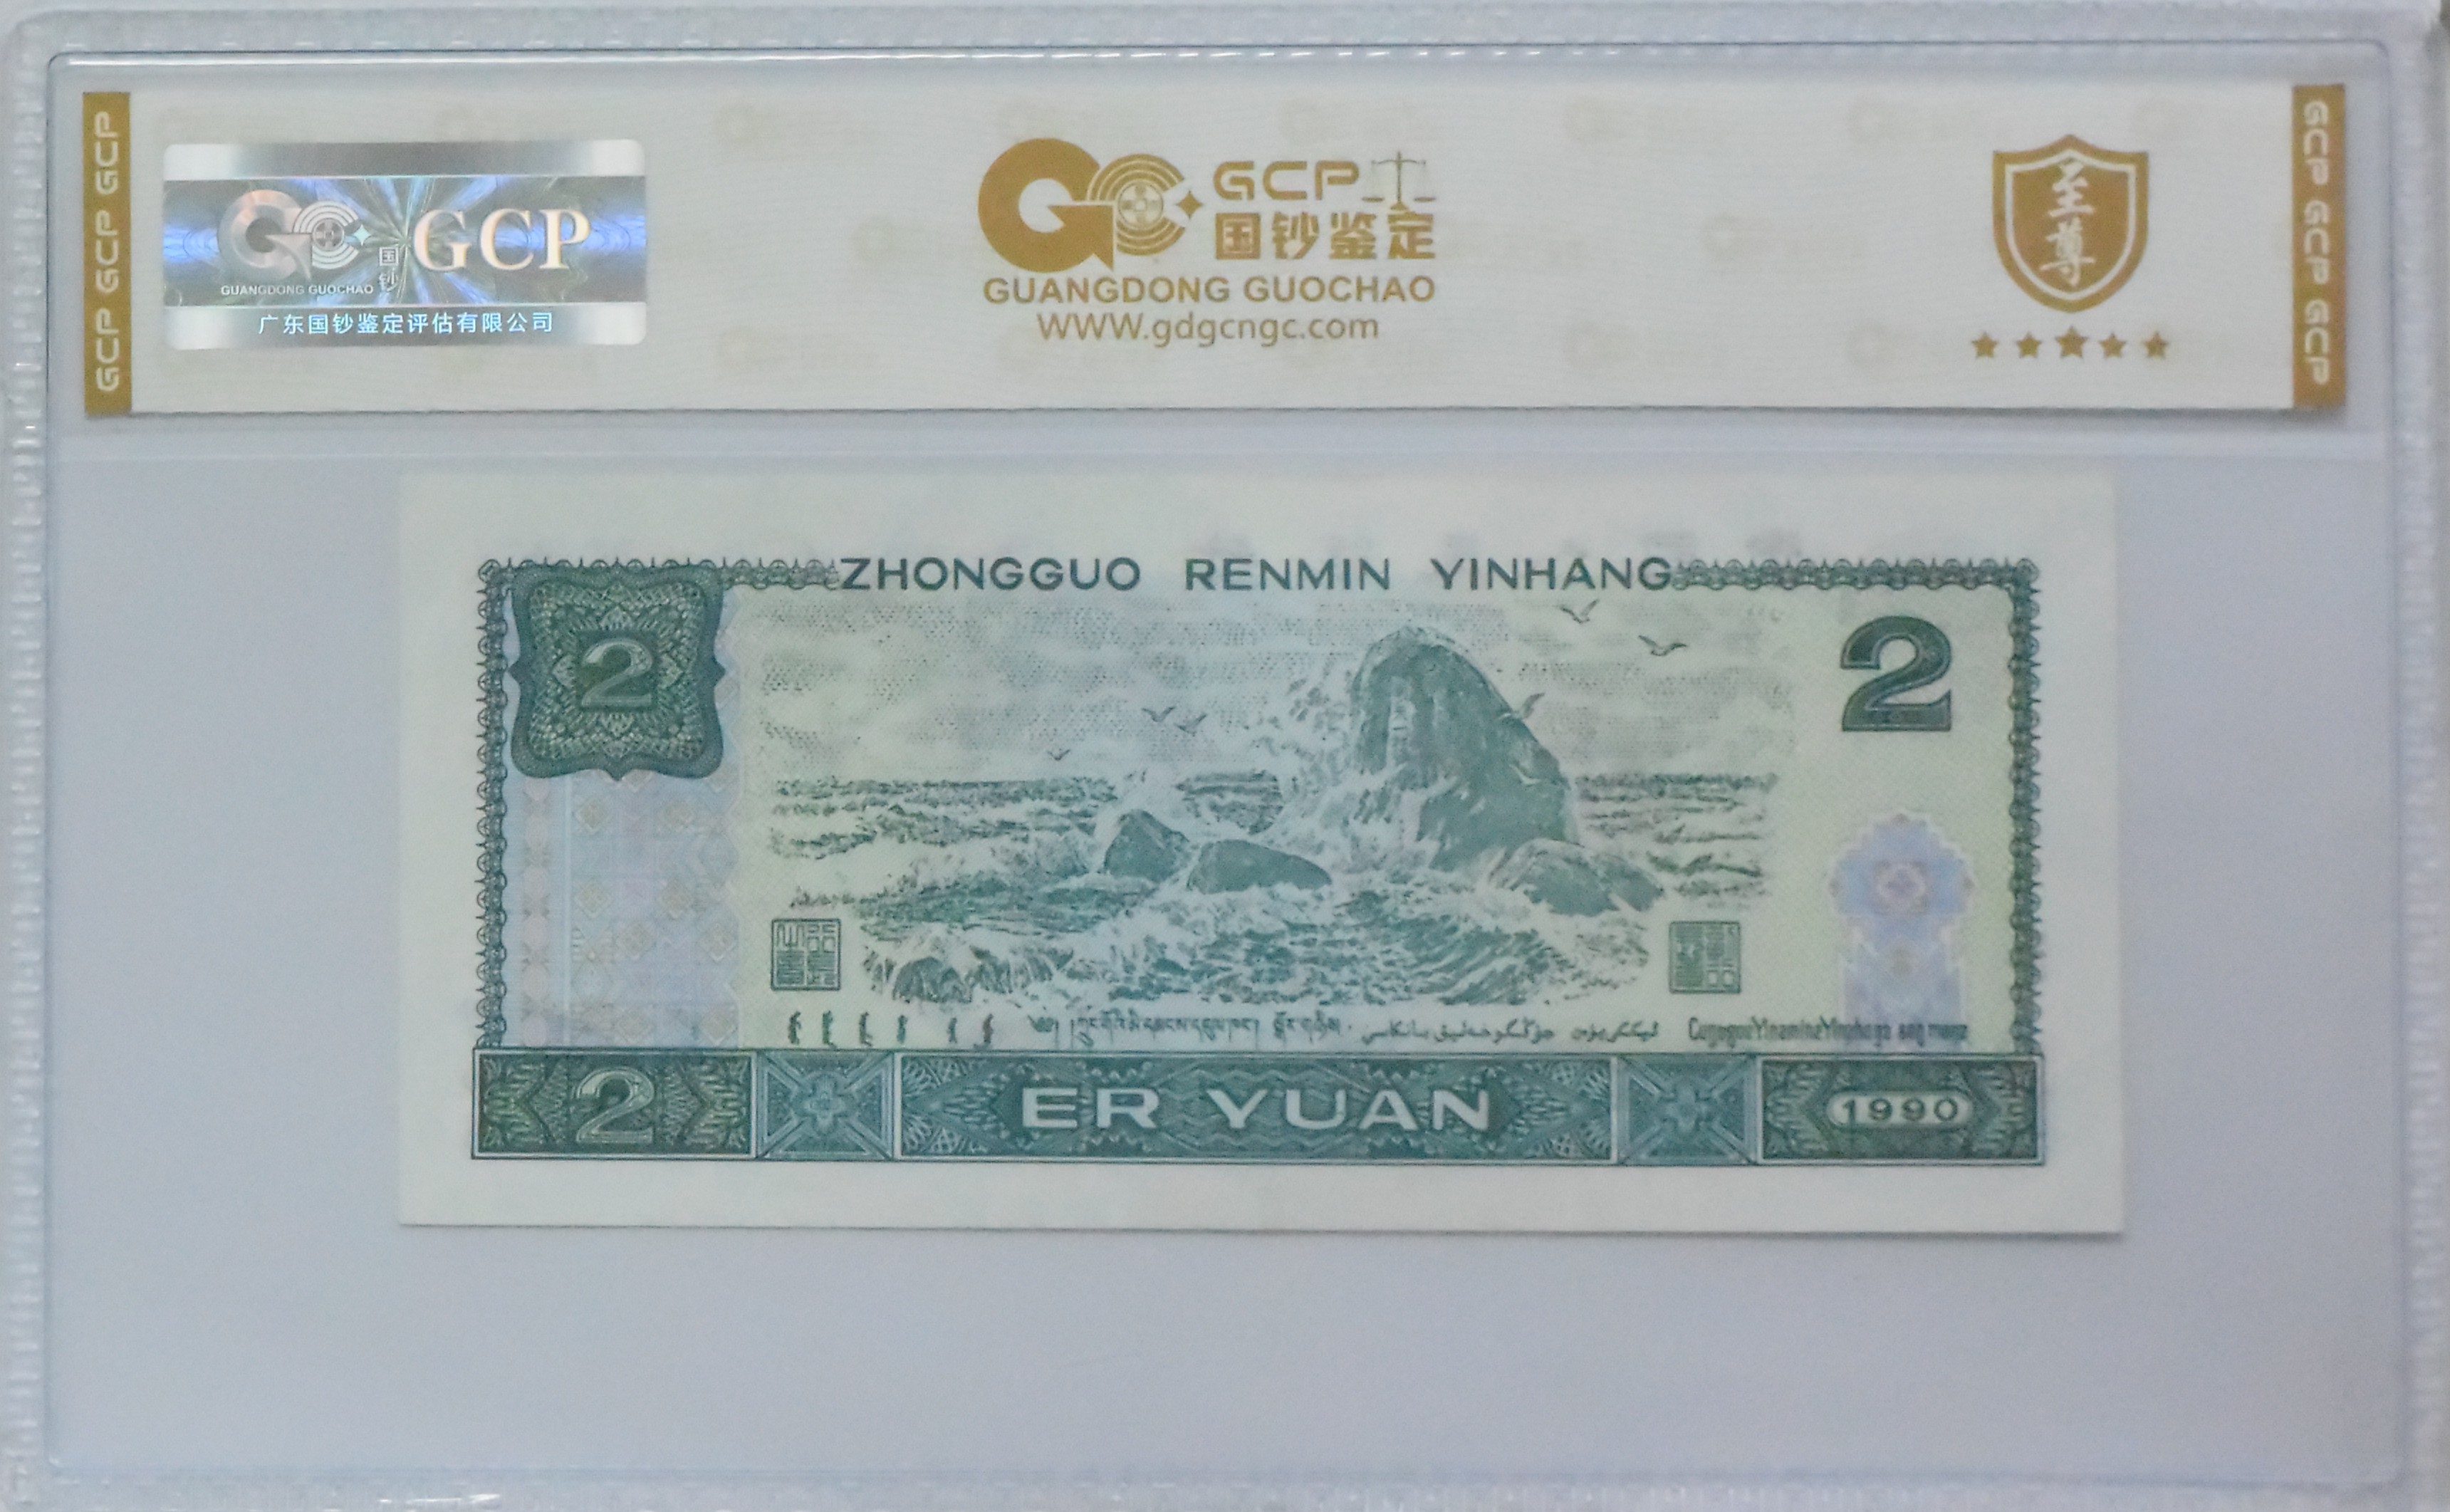 GCP GCP GCP
GCP
国钞
GUANGDONG GUOCHAO
广东国钞鉴定评估有限公司
GCP
国钞鉴定
GUANGDONG GUOCHAO
WWW.gdgcngc.com
至尊
GCP GCP GCP
ZHONGGUO RENMIN YINHANG
2
2
2
ER YUAN
1990